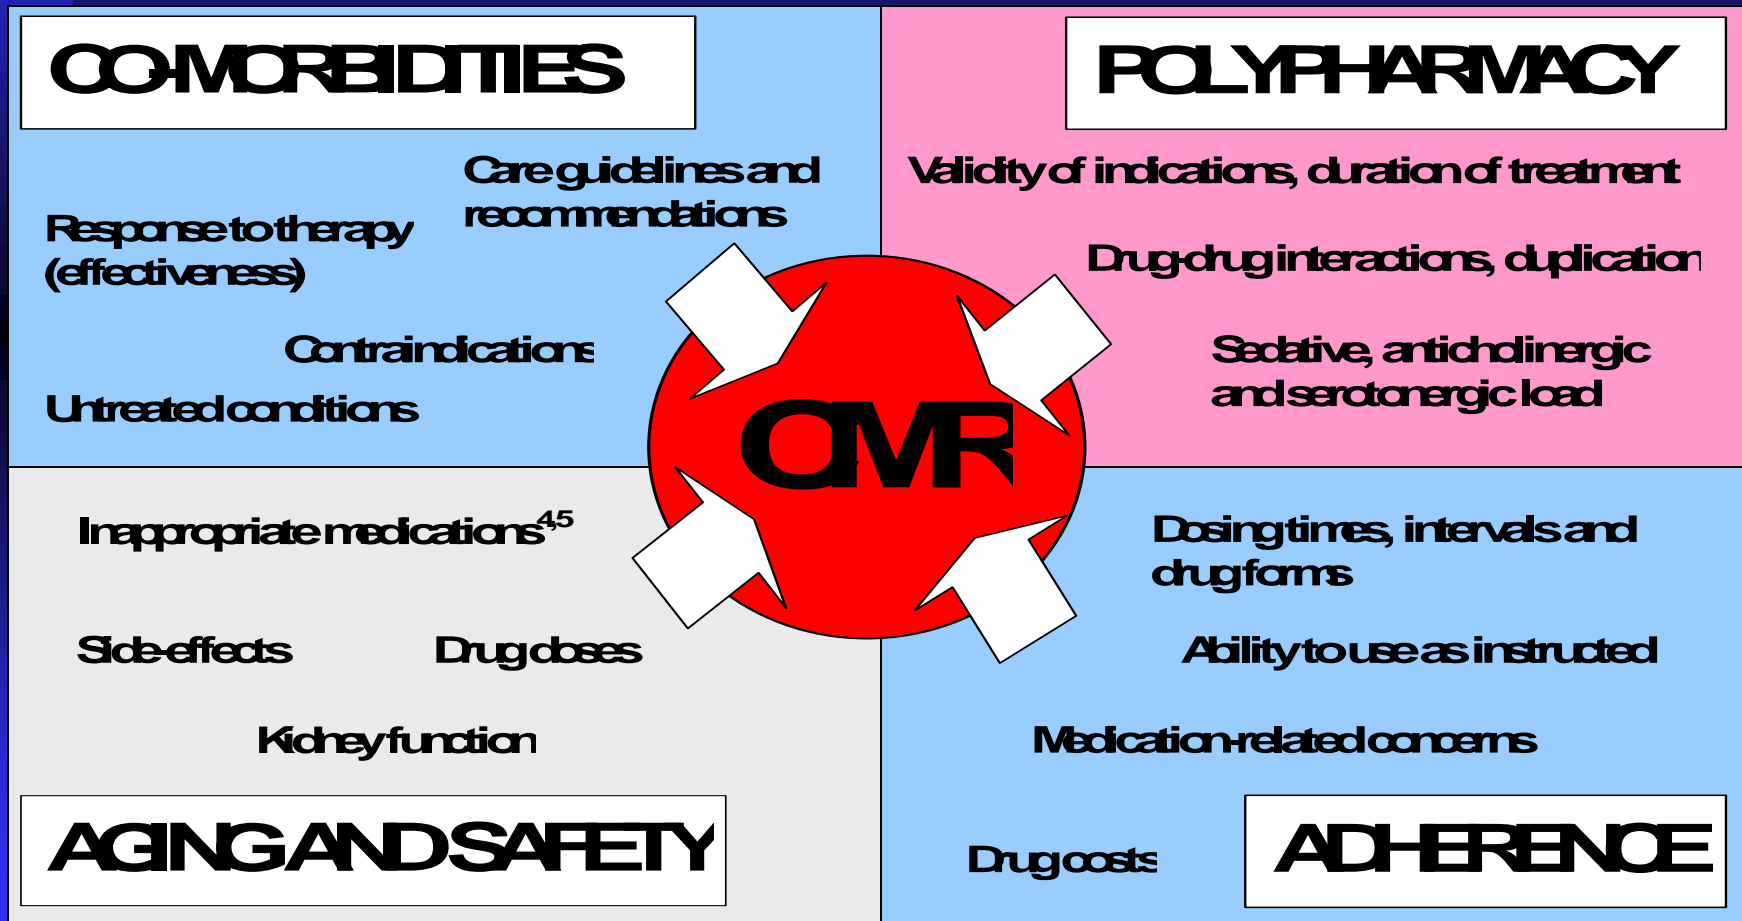 CO-MORBIDITIES
Care guidelines and
recommendations
Response to therapy
(effectiveness)
Contraindications
Untreated conditions
POLYPHARMACY
Validity of indications, duration of treatment
Drug-drug interactions, duplication
Sedative, anticholinergic
and serotonergic load
CMR
Inappropriate medications4,5
Side-effects
Drug doses
Kidney function
AGING AND SAFETY
Dosing times, intervals and
drug forms
Ability to use as instructed
Medication-related concerns
Drug costs
ADHERENCE